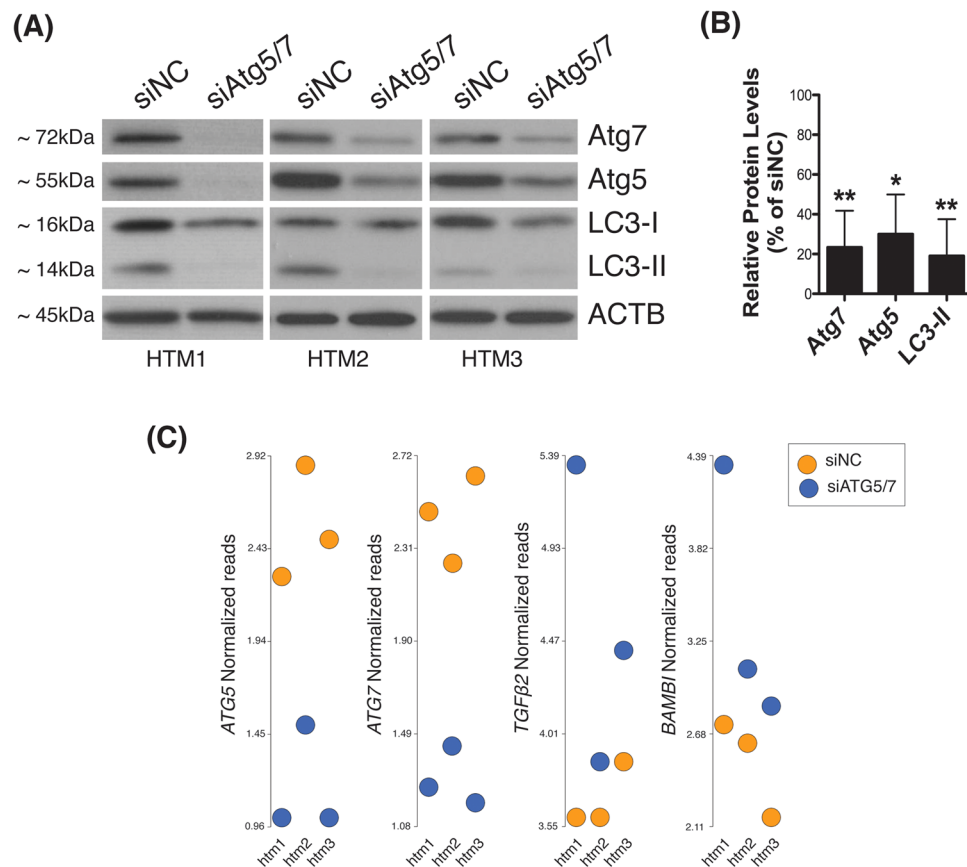 (A)
siNC siAtg5/7 siNC siAtg5/7 siNC siAtg5/7
~ 72kDa Atg7
~ 55kDa Atg5
~ 16kDa LC3-I
~ 14kDa LC3-II
~ 45kDa ACTB
HTM1 HTM2 HTM3
(B)
Relative Protein Levels
(% of siNC)
100
80
60
40
20
0
** * **
Atg7 Atg5 LC3-II
(C)
siNC
siATG5/7
ATG5 Normalized reads
2.92
2.43
1.94
1.45
0.96
htm1 htm2 htm3
ATG7 Normalized reads
2.72
2.31
1.90
1.49
1.08
htm1 htm2 htm3
TGFβ2 Normalized reads
5.39
4.93
4.47
4.01
3.55
htm1 htm2 htm3
BAMBI Normalized reads
4.39
3.82
3.25
2.68
2.11
htm1 htm2 htm3